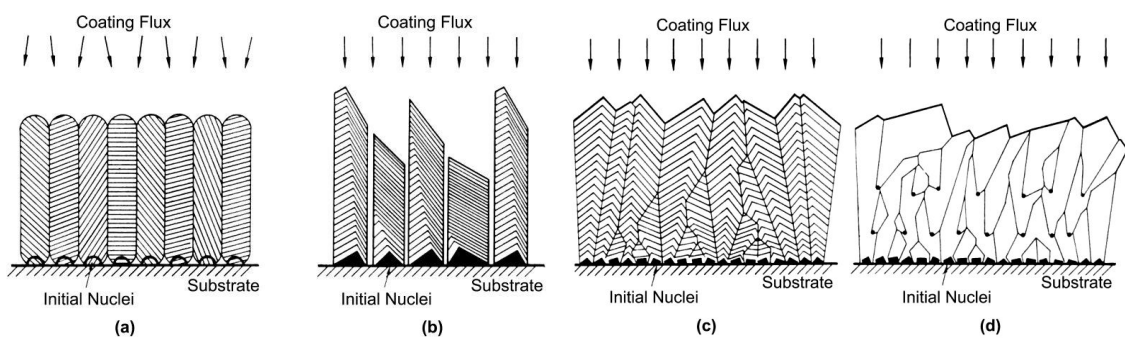 Coating Flux
Coating Flux
Coating Flux
Coating Flux
Initial Nuclei
Substrate
Initial Nuclei
Substrate
Initial Nuclei
Substrate
Initial Nuclei
Substrate
(a)
(b)
(c)
(d)